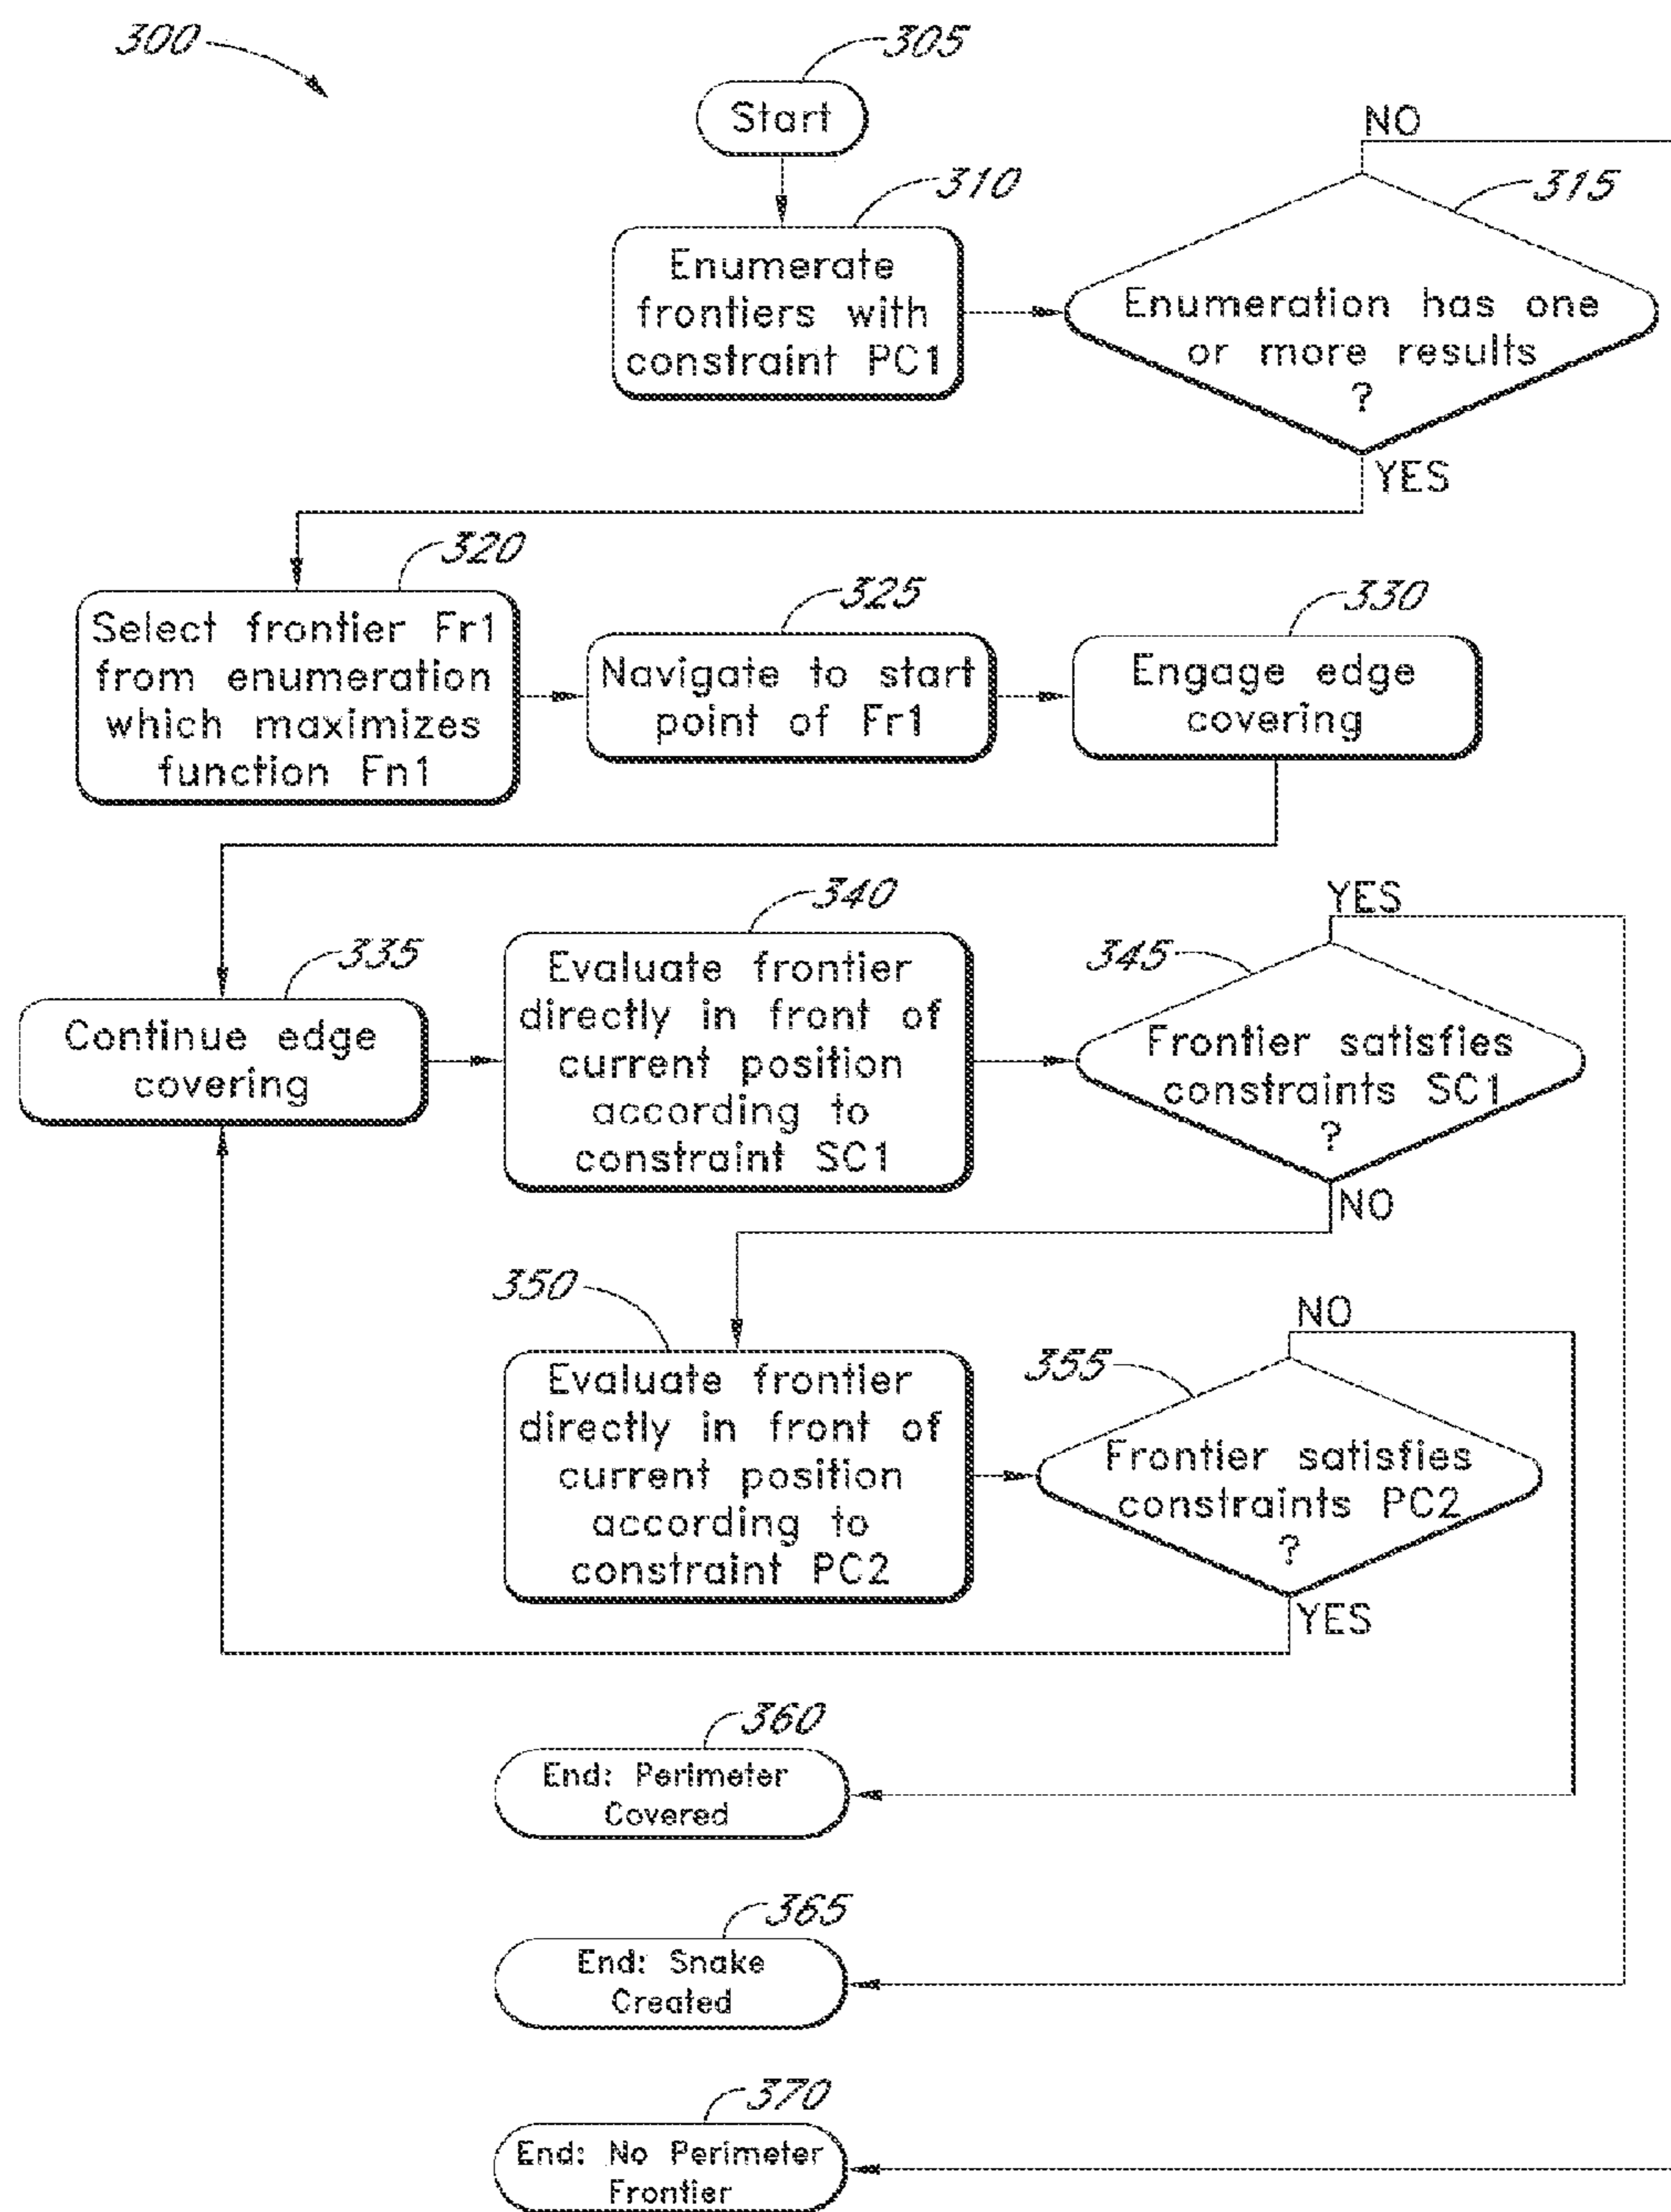 300
305
Start
310
Enumerate
frontiers with
constraint PC1
NO
315
Enumeration has one
or more results
?
YES
320
Select frontier Fr1
from enumeration
which maximizes
function Fn1
325
Navigate to start
point of Fr1
330
Engage edge
covering
335
Continue edge
covering
340
Evaluate frontier
directly in front of
current position
according to
constraint SC1
YES
345
Frontier satisfies
constraints SC1
?
NO
350
Evaluate frontier
directly in front of
current position
according to
constraint PC2
NO
355
Frontier satisfies
constraints PC2
?
YES
360
End: Perimeter
Covered
365
End: Snake
Created
370
End: No Perimeter
Frontier